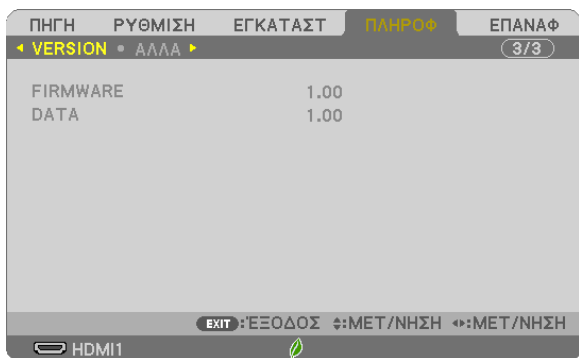 ΠΗΓΗ ΡΥΘΜΙΣΗ ΕΓΚΑΤΑΣΤ ΠΛΗΡΟΦ ΕΠΑΝΑΦ
VERSION ΑΛΛΑ 3/3
FIRMWARE 1.00
DATA 1.00
EXIT :ΈΞΟΔΟΣ :ΜΕΤ/ΝΗΣΗ :ΜΕΤ/ΝΗΣΗ
HDMI1